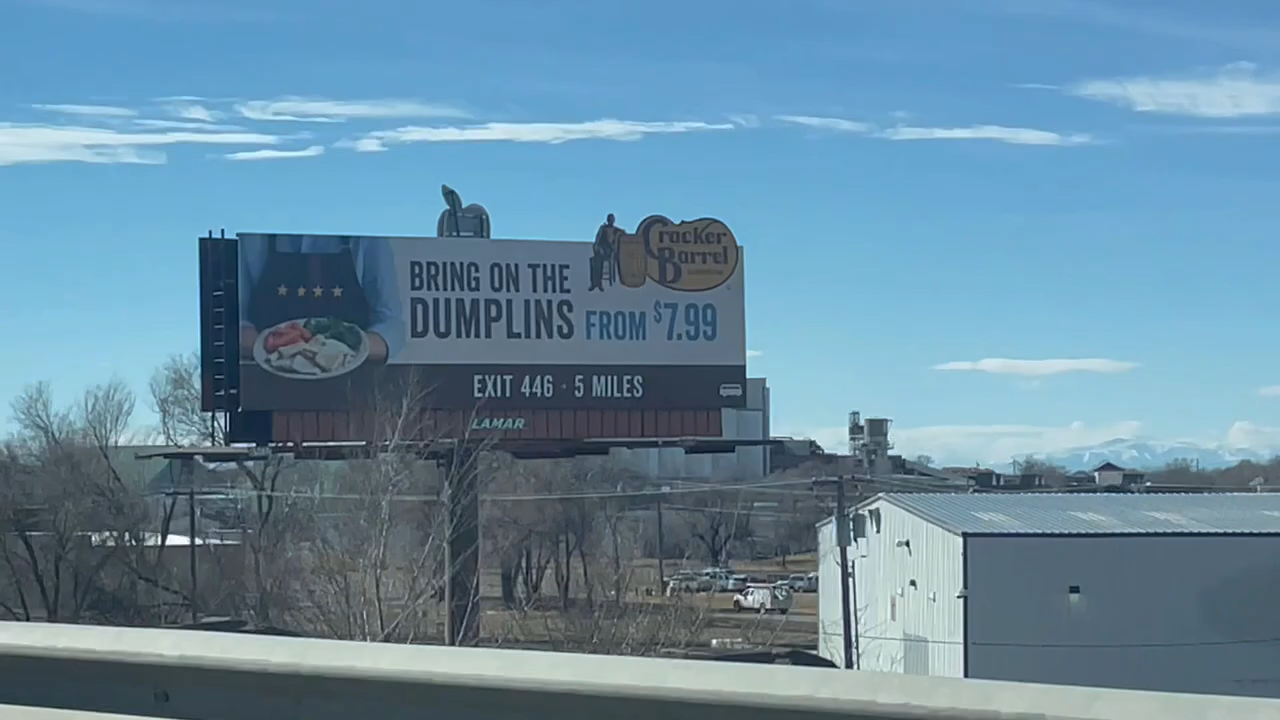 Cracker
Barrel
BRING ON THE
DUMPLINS FROM $7.99
EXIT 446 · 5 MILES
LAMAR